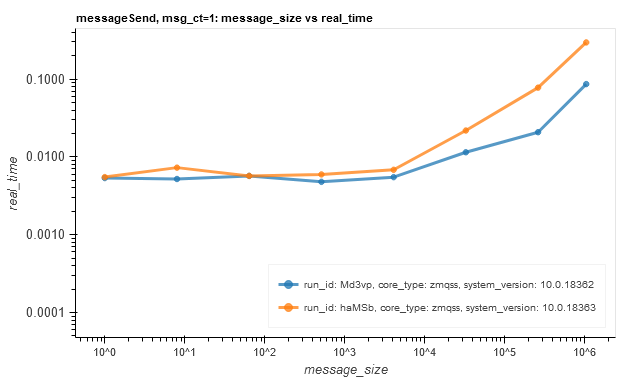 messageSend, msg_ct=1: message_size vs real_time
real_time
0.1000
0.0100
0.0010
0.0001
run_id: Md3vp, core_type: zmqss, system_version: 10.0.18362
run_id: haMSb, core_type: zmqss, system_version: 10.0.18363
10^0 10^1 10^2 10^3 10^4 10^5 10^6
message_size